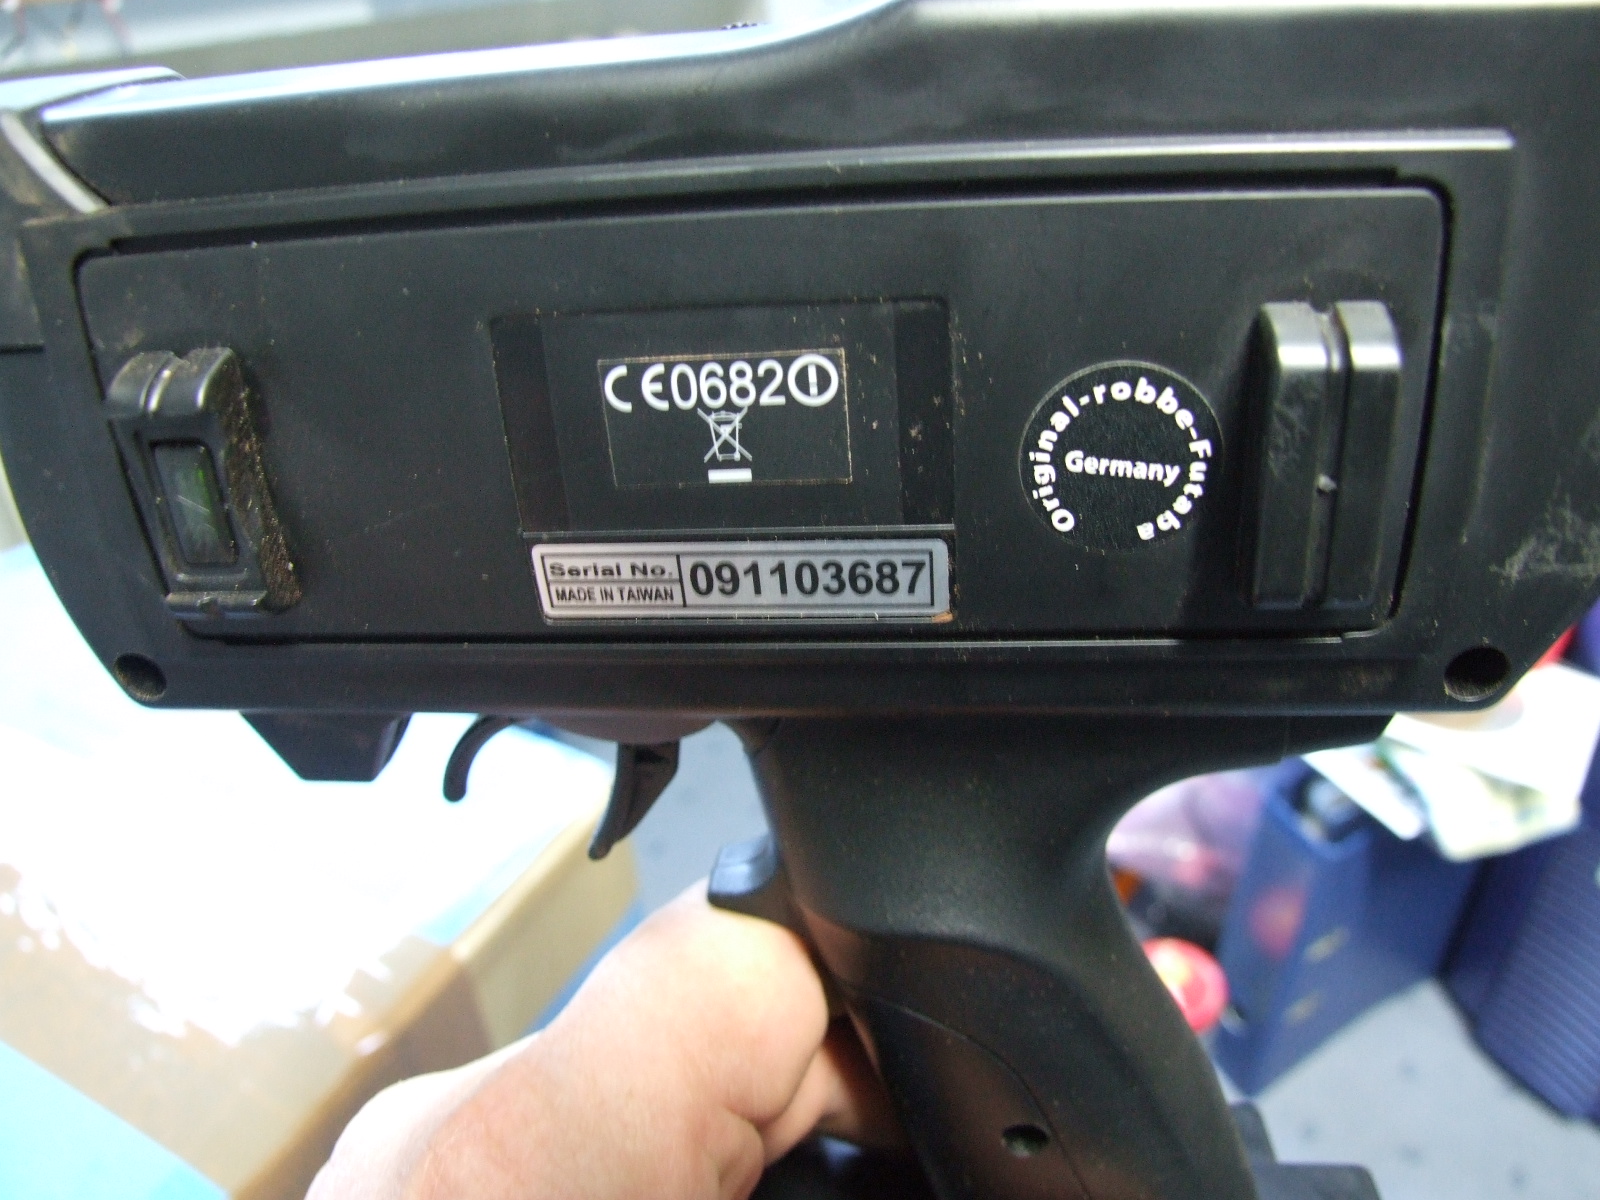 CE0682
Original-robbe-Futaba
Germany
Serial No.
MADE IN TAIWAN
091103687